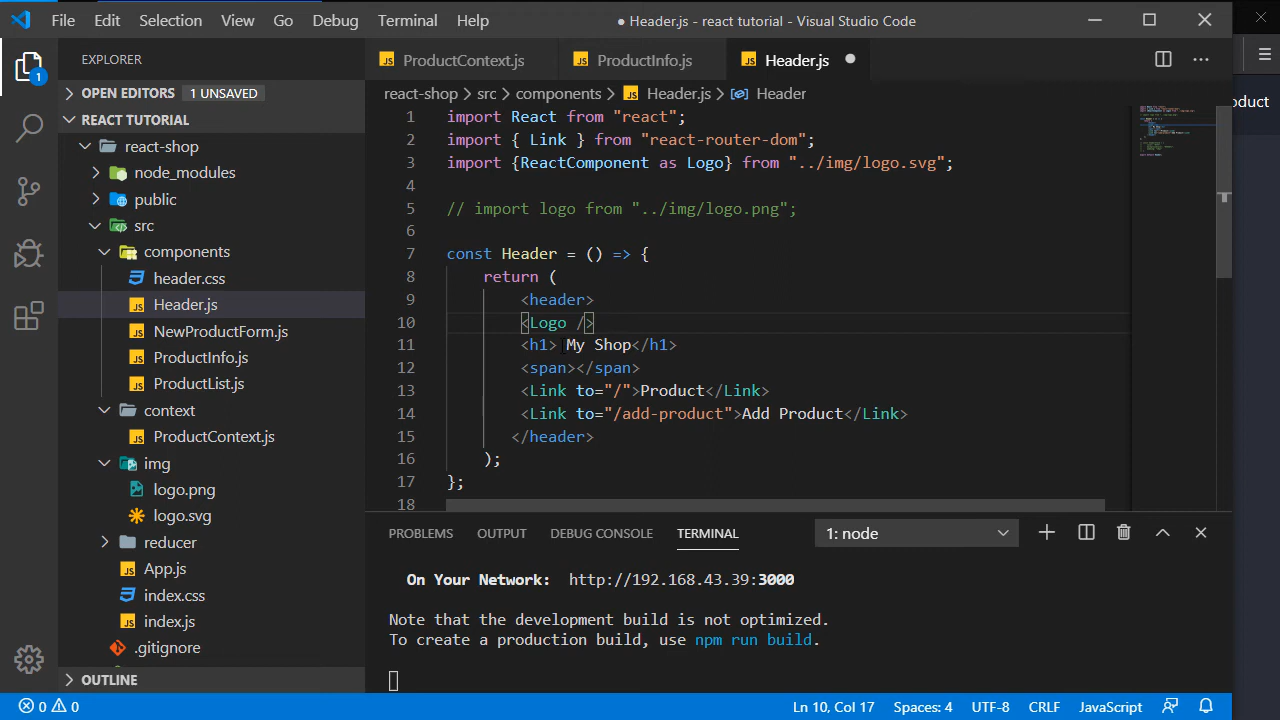 File Edit Selection View Go Debug Terminal Help
● Header.js - react tutorial - Visual Studio Code
EXPLORER
OPEN EDITORS 1 UNSAVED
REACT TUTORIAL
react-shop
node_modules
public
src
components
header.css
Header.js
NewProductForm.js
ProductInfo.js
ProductList.js
context
ProductContext.js
img
logo.png
logo.svg
reducer
App.js
index.css
index.js
.gitignore
OUTLINE
1
ProductContext.js ProductInfo.js Header.js
react-shop > src > components > Header.js > Header
1 import React from "react";
2 import { Link } from "react-router-dom";
3 import {ReactComponent as Logo} from "../img/logo.svg";
4
5 // import logo from "../img/logo.png";
6
7 const Header = () => {
8 return (
9 <header>
10 <Logo />
11 <h1> My Shop</h1>
12 <span></span>
13 <Link to="/">Product</Link>
14 <Link to="/add-product">Add Product</Link>
15 </header>
16 );
17 };
18
oduct
PROBLEMS OUTPUT DEBUG CONSOLE TERMINAL 1: node
On Your Network: http://192.168.43.39:3000
Note that the development build is not optimized.
To create a production build, use npm run build.
0 0 Ln 10, Col 17 Spaces: 4 UTF-8 CRLF JavaScript